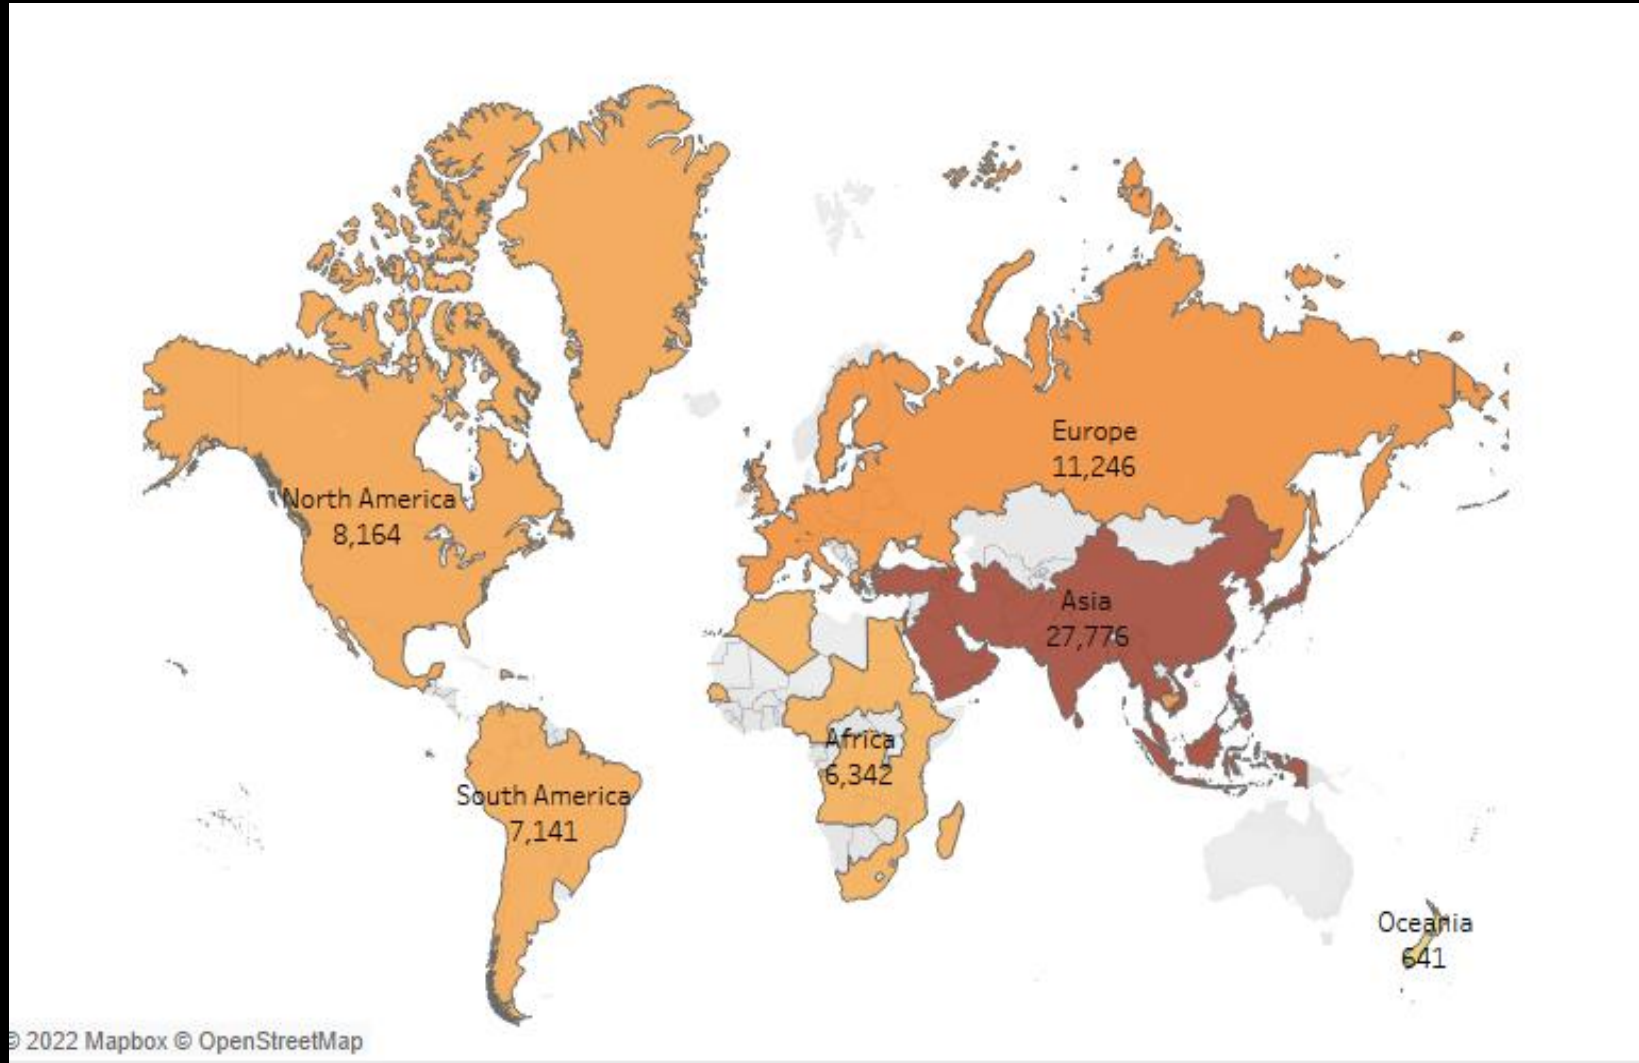 Europe
11,246
North America
8,164
Asia
27,776
Africa
6,342
South America
7,141
Oceania
641
© 2022 Mapbox © OpenStreetMap